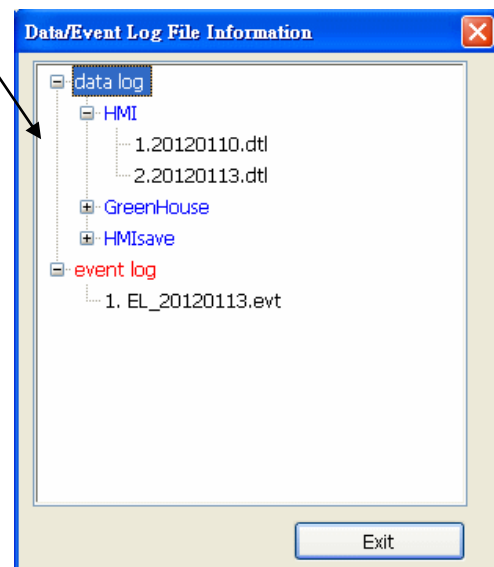 Data/Event Log File Information
data log
HMI
1.20120110.dtl
2.20120113.dtl
GreenHouse
HMIsave
event log
1. EL_20120113.evt
Exit